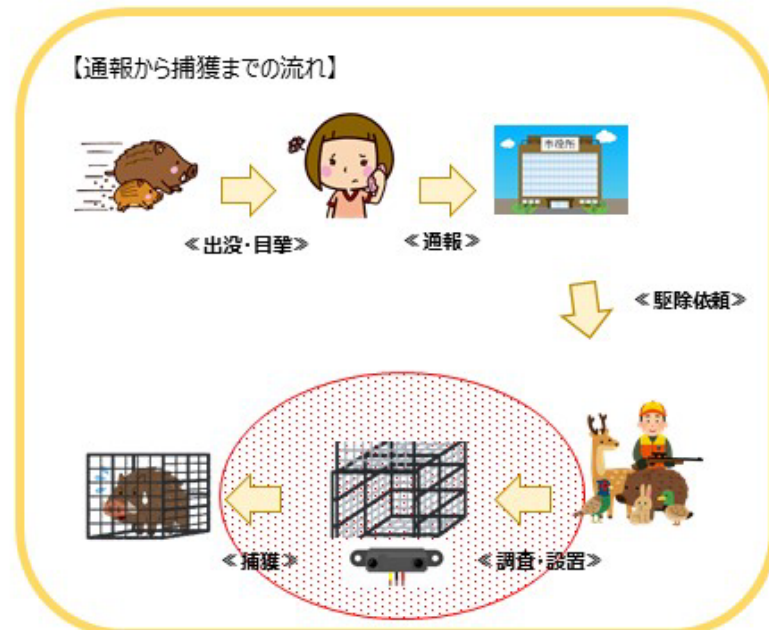 【通報から捕獲までの流れ】
市役所
≪出没・目撃≫
≪通報≫
≪駆除依頼≫
≪調査・設置≫
≪捕獲≫